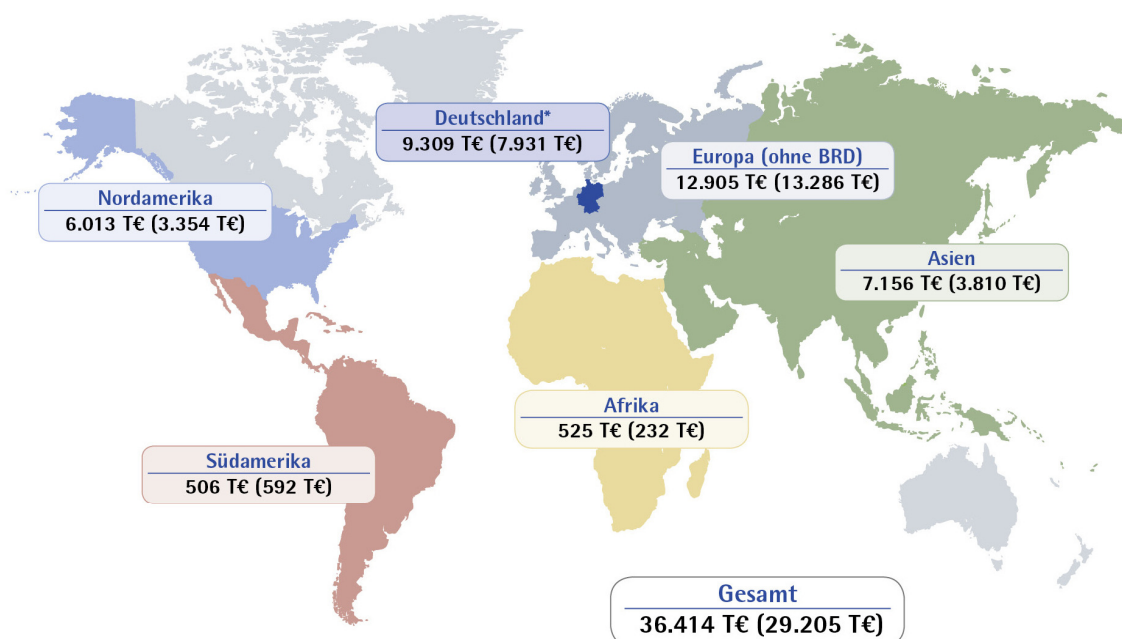 Deutschland*
9.309 T€ (7.931 T€)
Europa (ohne BRD)
12.905 T€ (13.286 T€)
Nordamerika
6.013 T€ (3.354 T€)
Asien
7.156 T€ (3.810 T€)
Afrika
525 T€ (232 T€)
Südamerika
506 T€ (592 T€)
Gesamt
36.414 T€ (29.205 T€)